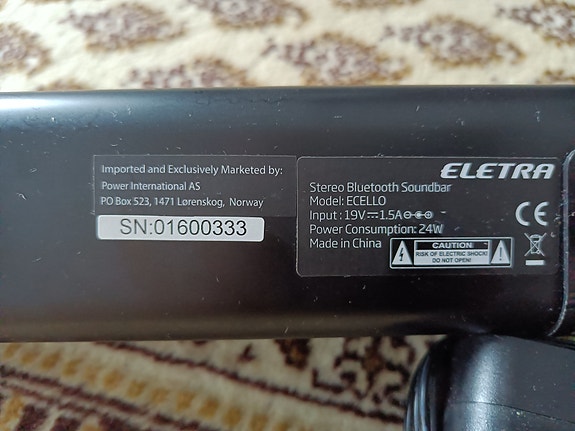 Imported and Exclusively Marketed by:
Power International AS
PO Box 523, 1471 Lørenskog, Norway
SN:01600333
ELETRA
Stereo Bluetooth Soundbar
Model: ECELLO
Input : 19V⎓1.5A
Power Consumption: 24W
Made in China
CE
CAUTION:
RISK OF ELECTRIC SHOCK!
DO NOT OPEN!